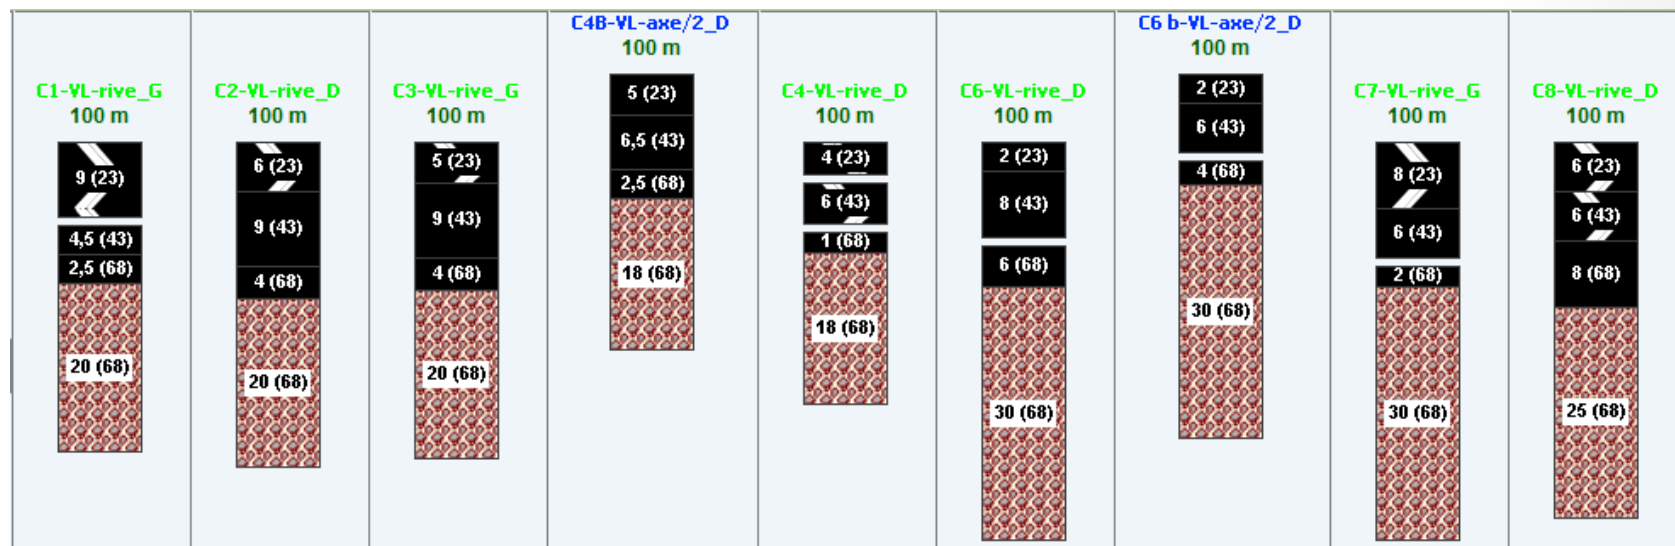 C1-VL-rive_G
100 m
9 (23)
4,5 (43)
2,5 (68)
20 (68)
C2-VL-rive_D
100 m
6 (23)
9 (43)
4 (68)
20 (68)
C3-VL-rive_G
100 m
5 (23)
9 (43)
4 (68)
20 (68)
C4B-VL-axe/2_D
100 m
5 (23)
6,5 (43)
2,5 (68)
18 (68)
C4-VL-rive_D
100 m
4 (23)
6 (43)
1 (68)
18 (68)
C6-VL-rive_D
100 m
2 (23)
8 (43)
6 (68)
30 (68)
C6 b-VL-axe/2_D
100 m
2 (23)
6 (43)
4 (68)
30 (68)
C7-VL-rive_G
100 m
8 (23)
6 (43)
2 (68)
30 (68)
C8-VL-rive_D
100 m
6 (23)
6 (43)
8 (68)
25 (68)